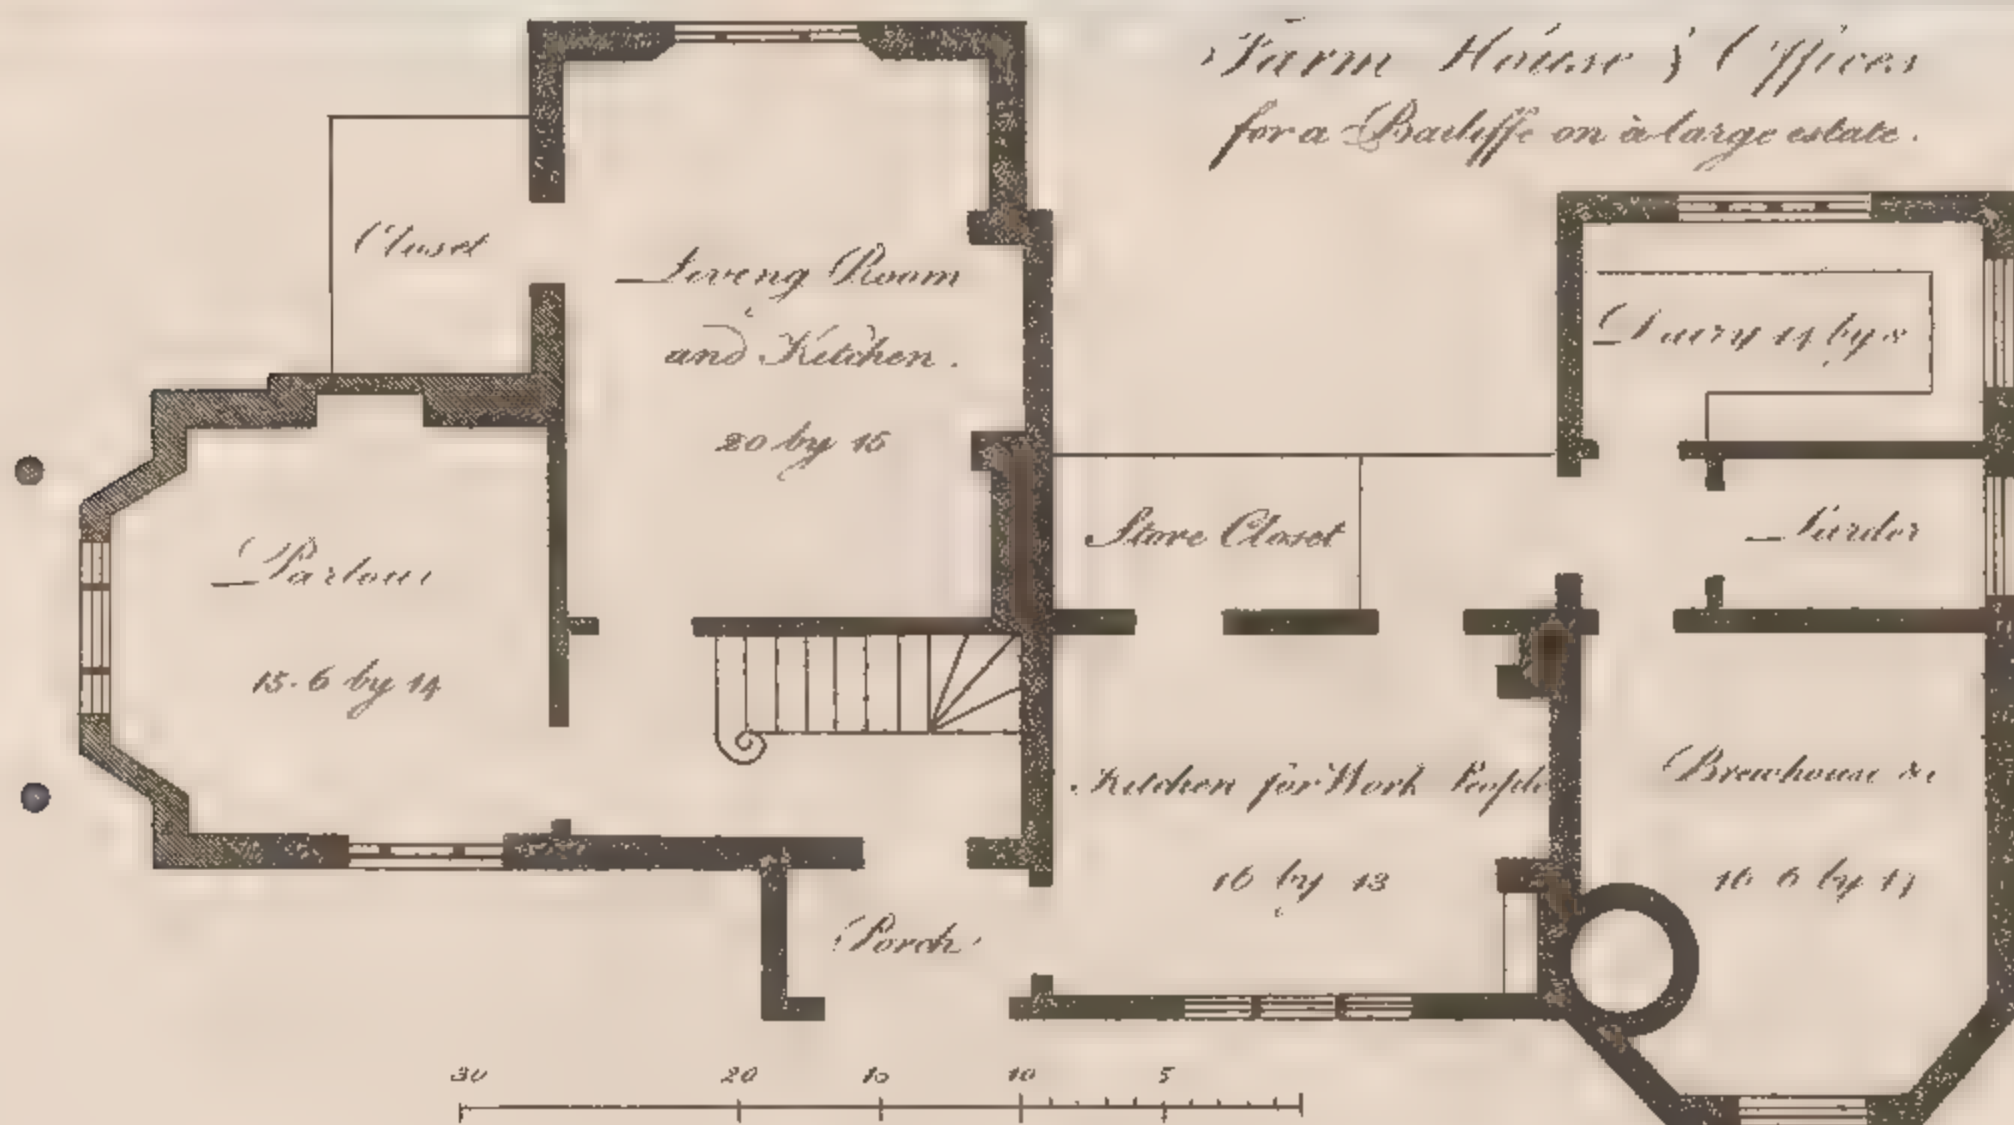 Farm House & Offices
for a Bailiffe on a large estate.
Closet
Living Room
and Kitchen.
20 by 15
Dairy 14 by 8
Store Closet
Larder
Parlour
15.6 by 14
Kitchen for Work People
16 by 13
Brewhouse &c
16 6 by 14
Porch
30 20 15 10 5